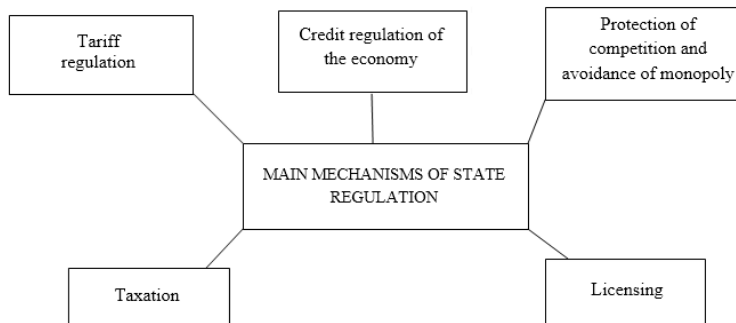 Tariff
regulation
Credit regulation of
the economy
Protection of
competition and
avoidance of monopoly
MAIN MECHANISMS OF STATE
REGULATION
Taxation
Licensing